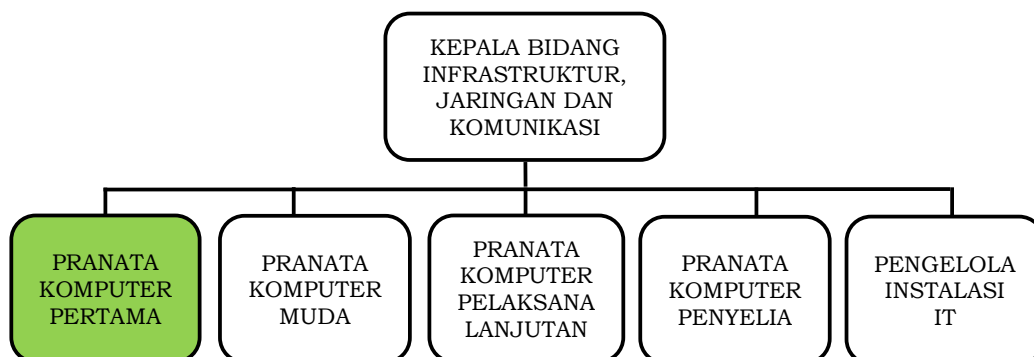 KEPALA BIDANG
INFRASTRUKTUR,
JARINGAN DAN
KOMUNIKASI
PRANATA
KOMPUTER
PERTAMA
PRANATA
KOMPUTER
MUDA
PRANATA
KOMPUTER
PELAKSANA
LANJUTAN
PRANATA
KOMPUTER
PENYELIA
PENGELOLA
INSTALASI
IT